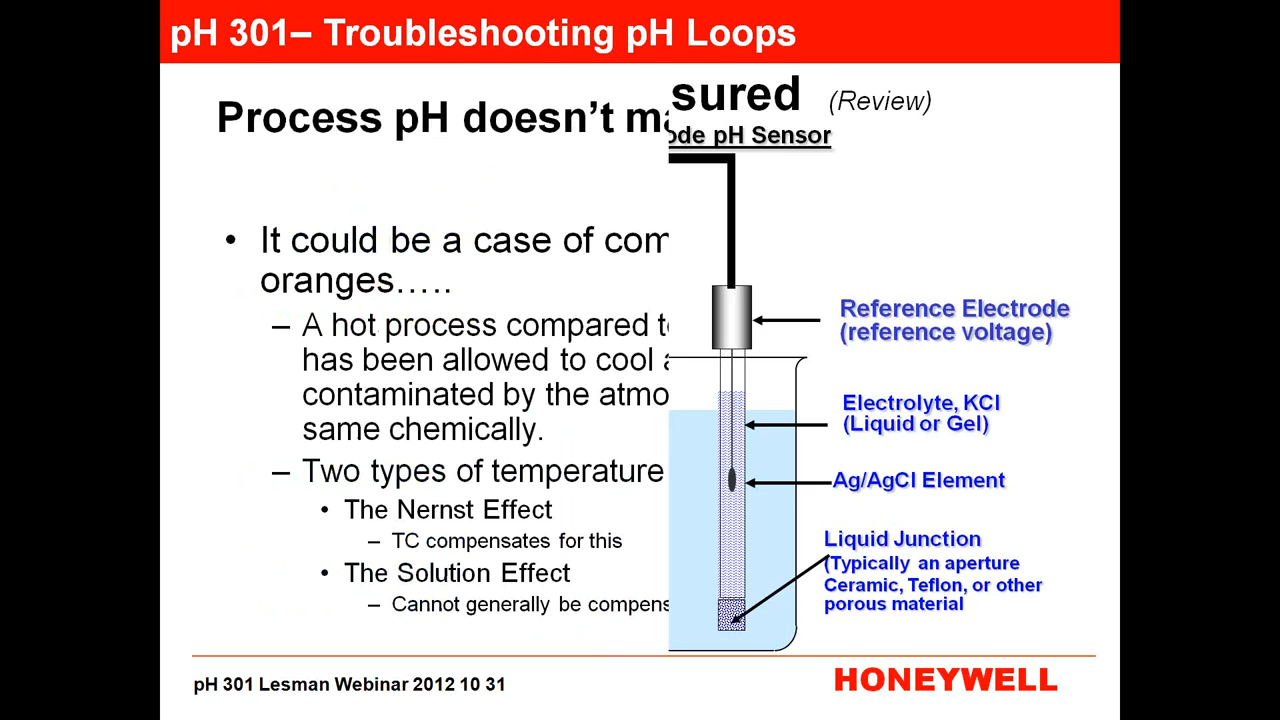 pH 301– Troubleshooting pH Loops
Process pH doesn’t ma
sured (Review)
ode pH Sensor
• It could be a case of com
oranges…..
– A hot process compared to
has been allowed to cool a
contaminated by the atmo
same chemically.
– Two types of temperature
• The Nernst Effect
– TC compensates for this
• The Solution Effect
– Cannot generally be compens
Reference Electrode
(reference voltage)
Electrolyte, KCl
(Liquid or Gel)
Ag/AgCl Element
Liquid Junction
(Typically an aperture
Ceramic, Teflon, or other
porous material
pH 301 Lesman Webinar 2012 10 31
HONEYWELL